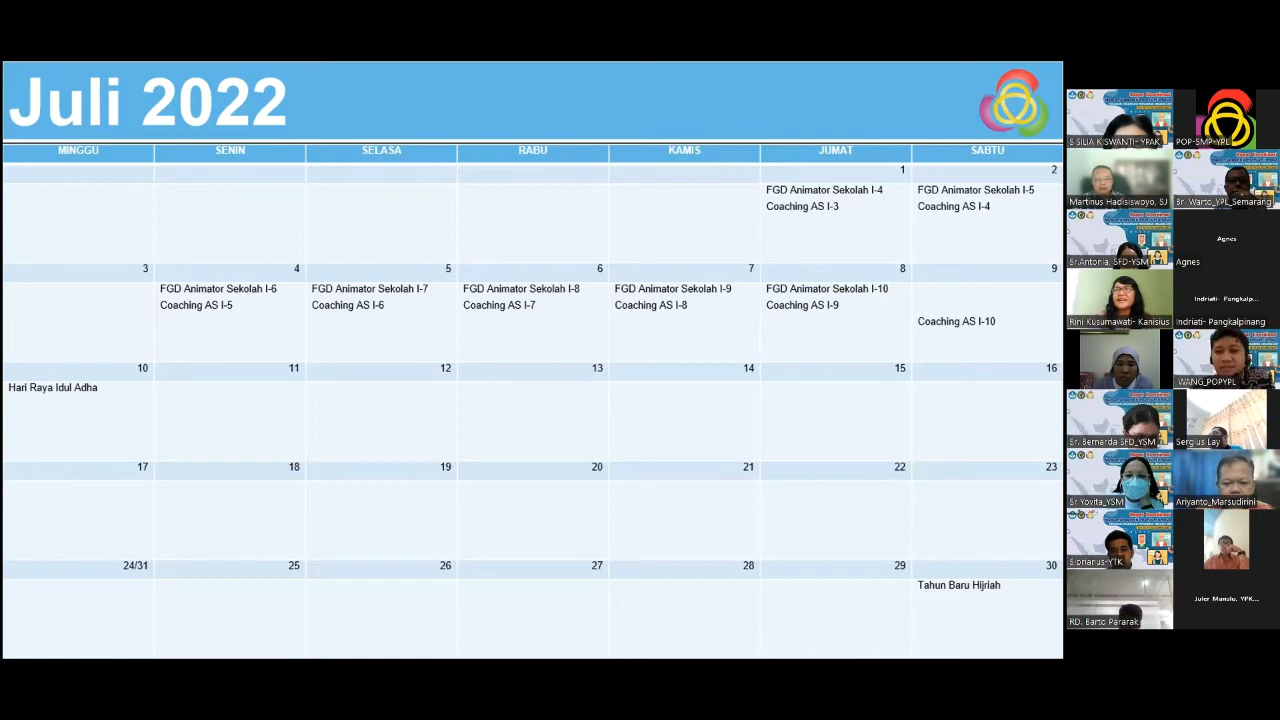 Juli 2022
MINGGU SENIN SELASA RABU KAMIS JUMAT SABTU
1 2
FGD Animator Sekolah I-4 FGD Animator Sekolah I-5
Coaching AS I-3 Coaching AS I-4
3 4 5 6 7 8 9
FGD Animator Sekolah I-6 FGD Animator Sekolah I-7 FGD Animator Sekolah I-8 FGD Animator Sekolah I-9 FGD Animator Sekolah I-10
Coaching AS I-5 Coaching AS I-6 Coaching AS I-7 Coaching AS I-8 Coaching AS I-9
Coaching AS I-10
10 11 12 13 14 15 16
Hari Raya Idul Adha
17 18 19 20 21 22 23
24/31 25 26 27 28 29 30
Tahun Baru Hijriah
S SILIA K SWANTI- YPAK POP-SMP-YPL
Martinus Hadisiswoyo, SJ Br. Warto_YPL_Semarang
Agnes
Sr.Antonia, SFD-YSM Agnes
Indriati - Pangkalp...
Rini Kusumawati- Kanisius Indriati- Pangkalpinang
WANG_POPYPL
Sr. Bernarda SFD_YSM Sergius Lay
Sr Yovita_YSM Ariyanto_Marsudirini
Siprianus-YTK
RD. Barto Pararak